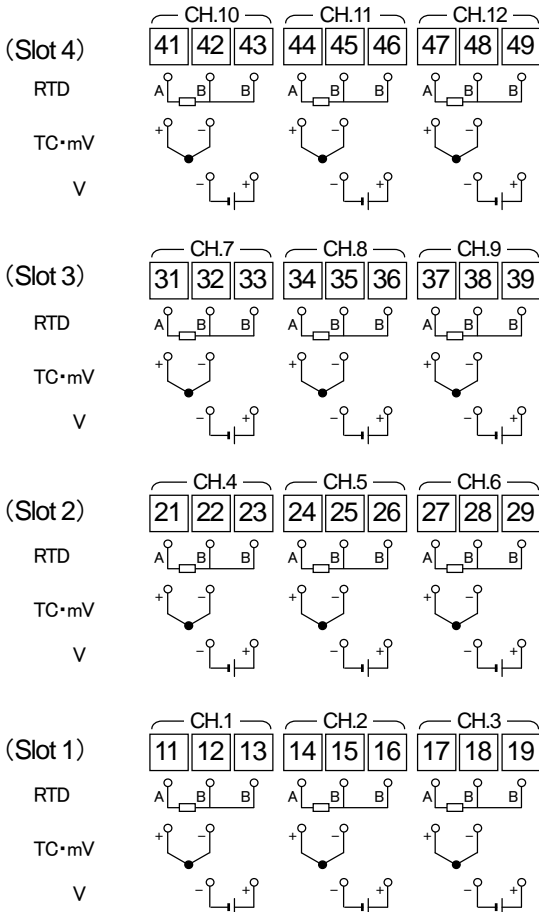 CH.10 CH.11 CH.12
(Slot 4) 41 42 43 44 45 46 47 48 49
RTD A B B A B B A B B
TC・mV + − + − + −
V − + − + − +
CH.7 CH.8 CH.9
(Slot 3) 31 32 33 34 35 36 37 38 39
RTD A B B A B B A B B
TC・mV + − + − + −
V − + − + − +
CH.4 CH.5 CH.6
(Slot 2) 21 22 23 24 25 26 27 28 29
RTD A B B A B B A B B
TC・mV + − + − + −
V − + − + − +
CH.1 CH.2 CH.3
(Slot 1) 11 12 13 14 15 16 17 18 19
RTD A B B A B B A B B
TC・mV + − + − + −
V − + − + − +